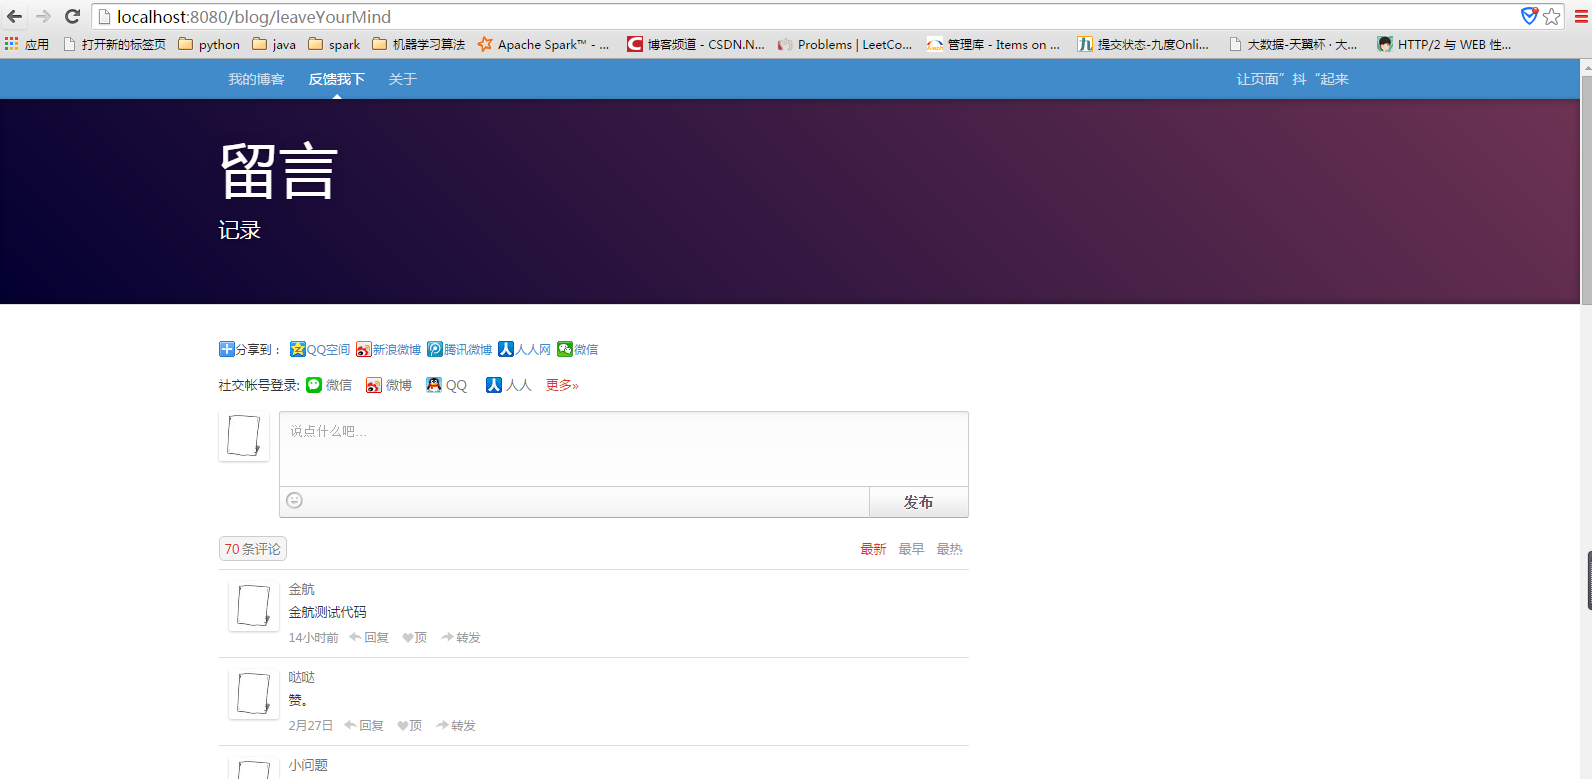 localhost:8080/blog/leaveYourMind
应用 打开新的标签页 python java spark 机器学习算法 Apache Spark™ - ... 博客频道 - CSDN.N... Problems | LeetCo... 管理库 - Items on ... 提交状态-九度Onli... 大数据-天翼杯 · 大... HTTP/2 与 WEB 性...
我的博客 反馈我下 关于 让页面”抖“起来
留言
记录
分享到： QQ空间 新浪微博 腾讯微博 人人网 微信
社交帐号登录: 微信 微博 QQ 人人 更多»
说点什么吧...
发布
70 条评论 最新 最早 最热
金航
金航测试代码
14小时前 回复 顶 转发
哒哒
赞。
2月27日 回复 顶 转发
小问题